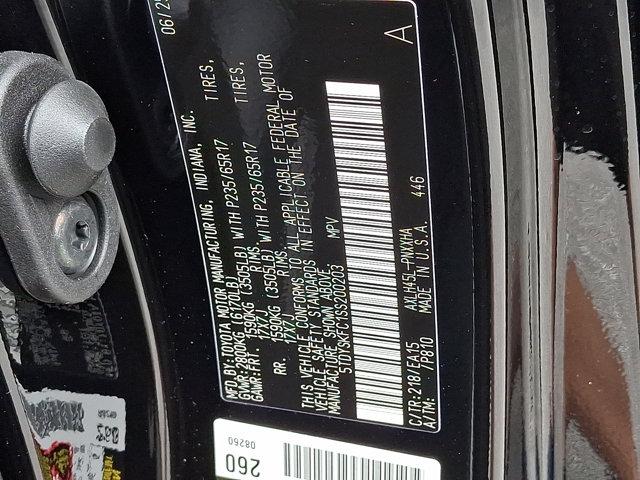 06/25
MFD.BY:TOYOTA MOTOR MANUFACTURING, INDIANA, INC.
GVWR:2800KG (6170LB)
GAWR:FRT. 1590KG (3505LB) WITH P235/65R17 TIRES,
17X7J RIMS,
RR. 1590KG (3505LB) WITH P235/65R17 TIRES,
17X7J RIMS
THIS VEHICLE CONFORMS TO ALL APPLICABLE FEDERAL MOTOR
VEHICLE SAFETY STANDARDS IN EFFECT ON THE DATE OF
MANUFACTURE SHOWN ABOVE.
5TDYSKFC1SS200203 MPV
A
C/TR:218/EA15 AXLH45L-PNXXHA
A/TM: /P810 MADE IN U.S.A. 446
260
08260